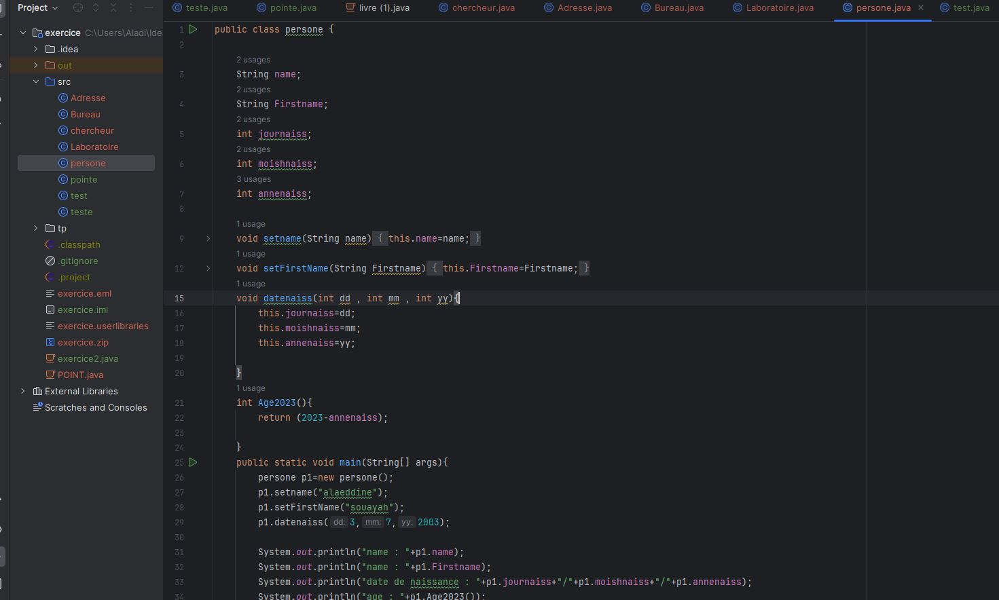 Project
teste.java pointe.java livre (1).java chercheur.java Adresse.java Bureau.java Laboratoire.java persone.java test.java
exercice C:\Users\Aladi\Ide
.idea
out
src
Adresse
Bureau
chercheur
Laboratoire
persone
pointe
test
teste
tp
.classpath
.gitignore
.project
exercice.eml
exercice.iml
exercice.userlibraries
exercice.zip
exercice2.java
POINT.java
External Libraries
Scratches and Consoles
1 public class persone {
2
2 usages
3 String name;
2 usages
4 String Firstname;
2 usages
5 int journaiss;
2 usages
6 int moishnaiss;
3 usages
7 int annenaiss;
8
1 usage
9 void setname(String name) { this.name=name; }
1 usage
12 void setFirstName(String Firstname) { this.Firstname=Firstname; }
1 usage
15 void datenaiss(int dd , int mm , int yy){
16 this.journaiss=dd;
17 this.moishnaiss=mm;
18 this.annenaiss=yy;
19
20 }
1 usage
21 int Age2023(){
22 return (2023-annenaiss);
23
24 }
25 public static void main(String[] args){
26 persone p1=new persone();
27 p1.setname("alaeddine");
28 p1.setFirstName("souayah");
29 p1.datenaiss( dd: 3, mm: 7, yy: 2003);
30
31 System.out.println("name : "+p1.name);
32 System.out.println("name : "+p1.Firstname);
33 System.out.println("date de naissance : "+p1.journaiss+"/"+p1.moishnaiss+"/"+p1.annenaiss);
34 System.out.println("age : "+p1.Age2023());